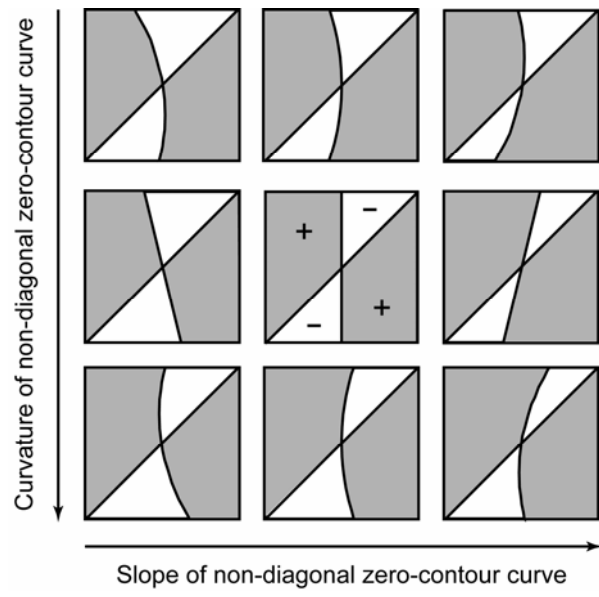 Curvature of non-diagonal zero-contour curve
+
−
−
+
Slope of non-diagonal zero-contour curve